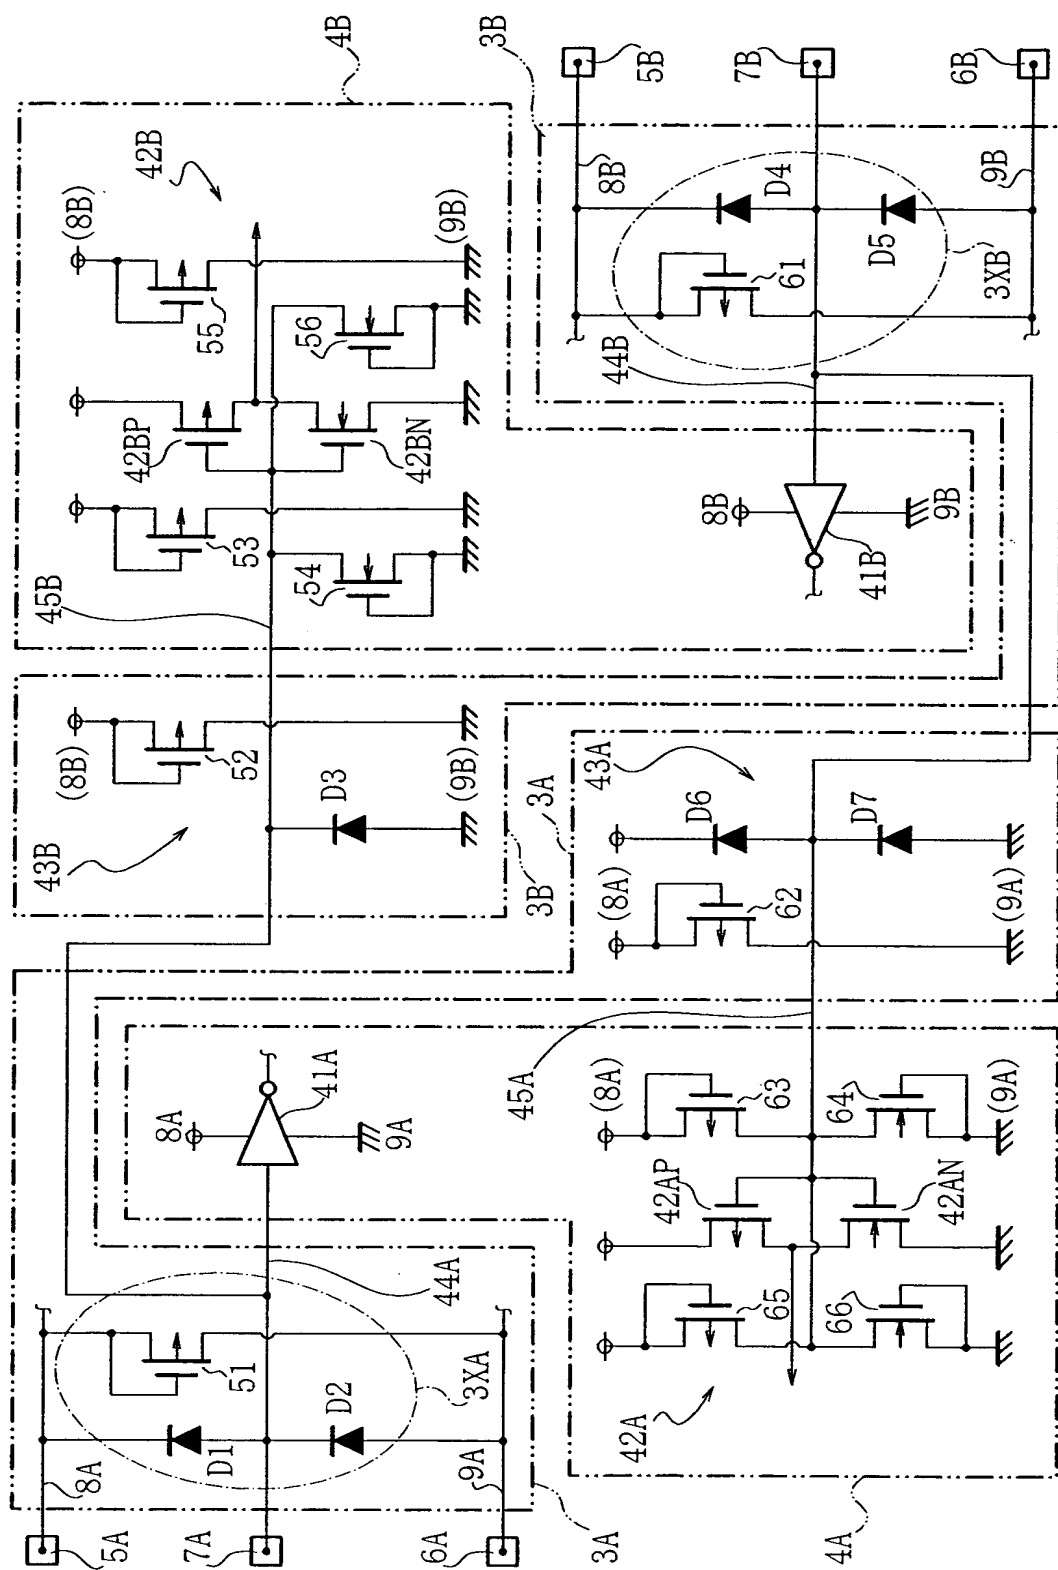 5A
7A
6A
8A
9A
D1
D2
51
3XA
3A
44A
8A
9A
41A
43B
(8B)
52
D3
(9B)
3B
45B
53
54
42BP
42BN
55
56
(8B)
(9B)
42B
4B
42A
65
66
4A
42AP
42AN
(8A)
63
64
(9A)
45A
3A
(8A)
62
(9A)
D6
D7
43A
8B
9B
41B
44B
61
D4
D5
3XB
8B
9B
3B
5B
7B
6B